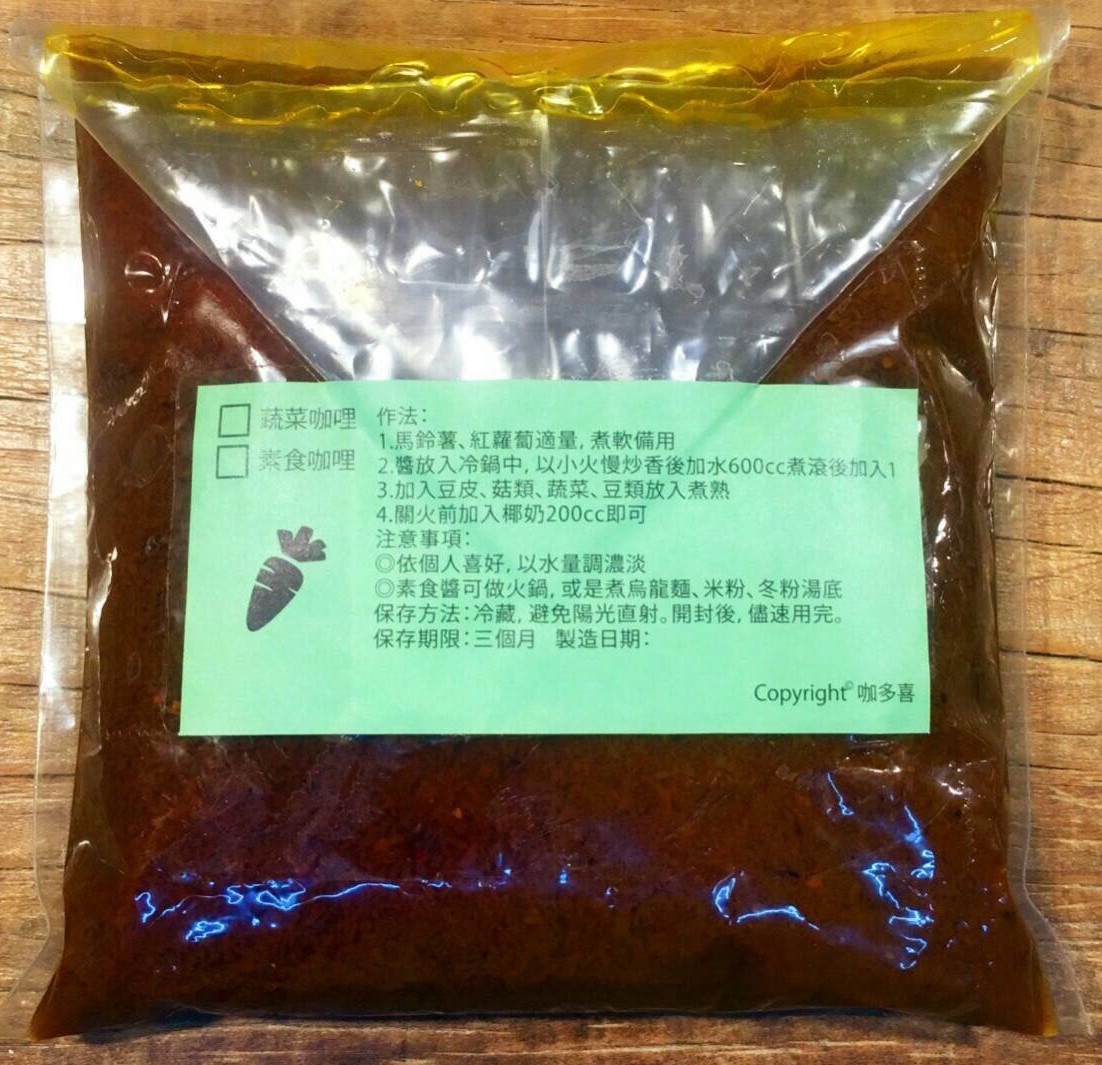 蔬菜咖哩
素食咖哩
作法：
1.馬鈴薯、紅蘿蔔適量, 煮軟備用
2.醬放入冷鍋中, 以小火慢炒香後加水600cc煮滾後加入1
3.加入豆皮、菇類、蔬菜、豆類放入煮熟
4.關火前加入椰奶200cc即可
注意事項：
◎依個人喜好, 以水量調濃淡
◎素食醬可做火鍋, 或是煮烏龍麵、米粉、冬粉湯底
保存方法：冷藏, 避免陽光直射。開封後, 儘速用完。
保存期限：三個月 製造日期：
Copyright© 咖多喜